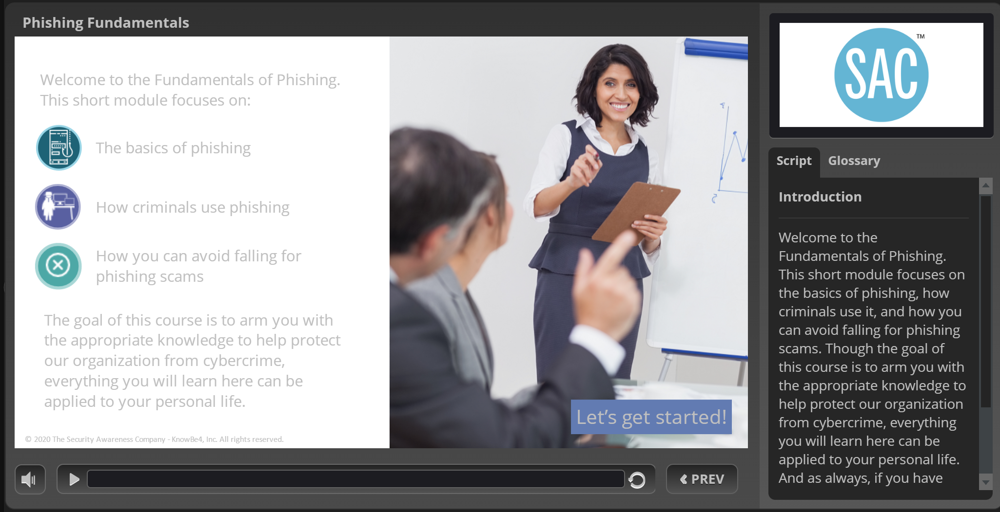 Phishing Fundamentals
Welcome to the Fundamentals of Phishing.
This short module focuses on:
The basics of phishing
How criminals use phishing
How you can avoid falling for
phishing scams
The goal of this course is to arm you with
the appropriate knowledge to help protect
our organization from cybercrime,
everything you will learn here can be
applied to your personal life.
© 2020 The Security Awareness Company - KnowBe4, Inc. All rights reserved.
Let’s get started!
PREV
SAC
TM
Script
Glossary
Introduction
Welcome to the
Fundamentals of Phishing.
This short module focuses on
the basics of phishing, how
criminals use it, and how you
can avoid falling for phishing
scams. Though the goal of
this course is to arm you with
the appropriate knowledge to
help protect our organization
from cybercrime, everything
you will learn here can be
applied to your personal life.
And as always, if you have